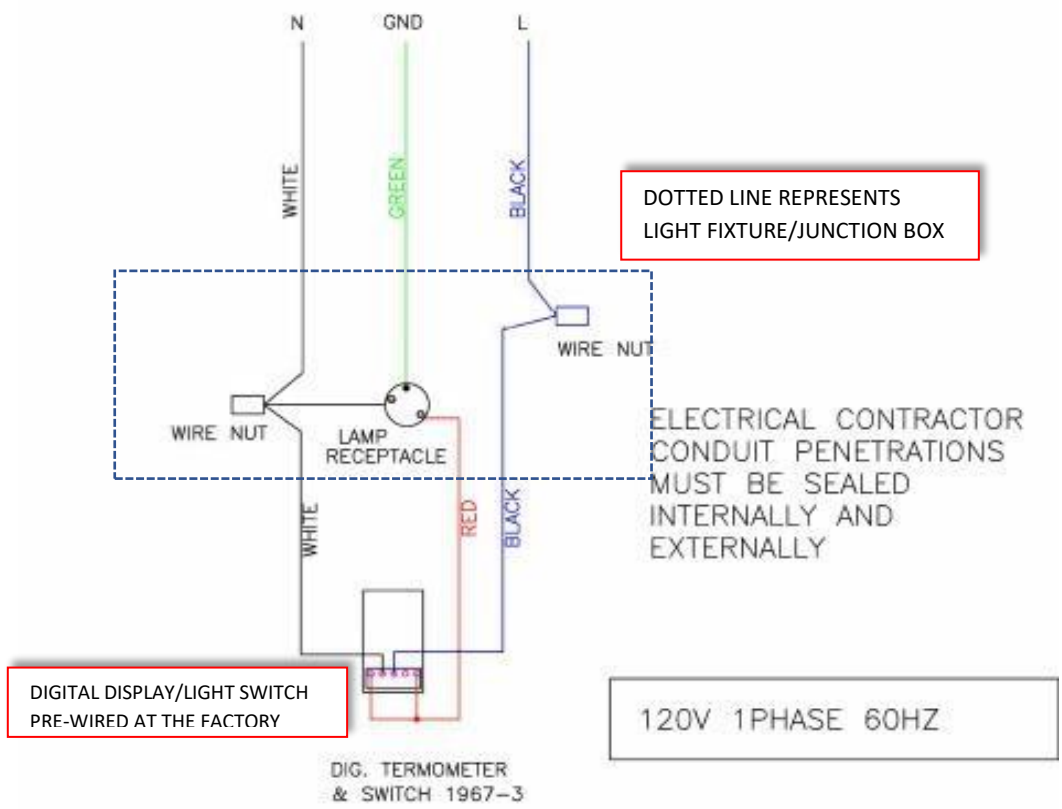 N GND L
WHITE
GREEN
BLACK
DOTTED LINE REPRESENTS
LIGHT FIXTURE/JUNCTION BOX
WIRE NUT
WIRE NUT
LAMP
RECEPTACLE
ELECTRICAL CONTRACTOR
CONDUIT PENETRATIONS
MUST BE SEALED
INTERNALLY AND
EXTERNALLY
WHITE
RED
BLACK
DIGITAL DISPLAY/LIGHT SWITCH
PRE-WIRED AT THE FACTORY
120V 1PHASE 60HZ
DIG. TERMOMETER
& SWITCH 1967-3